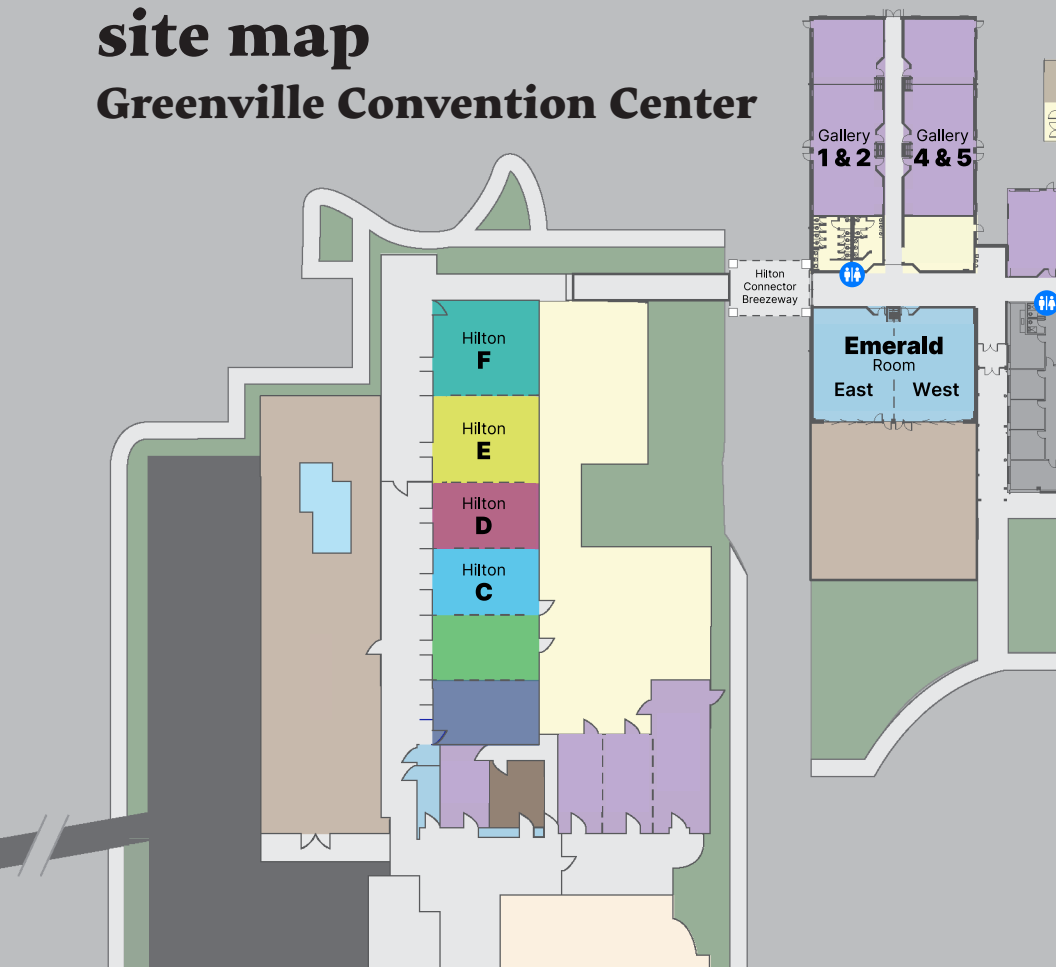 site map
Greenville Convention Center
Gallery
1 & 2
Gallery
4 & 5
Hilton
Connector
Breezeway
Emerald
Room
East West
Hilton
F
Hilton
E
Hilton
D
Hilton
C